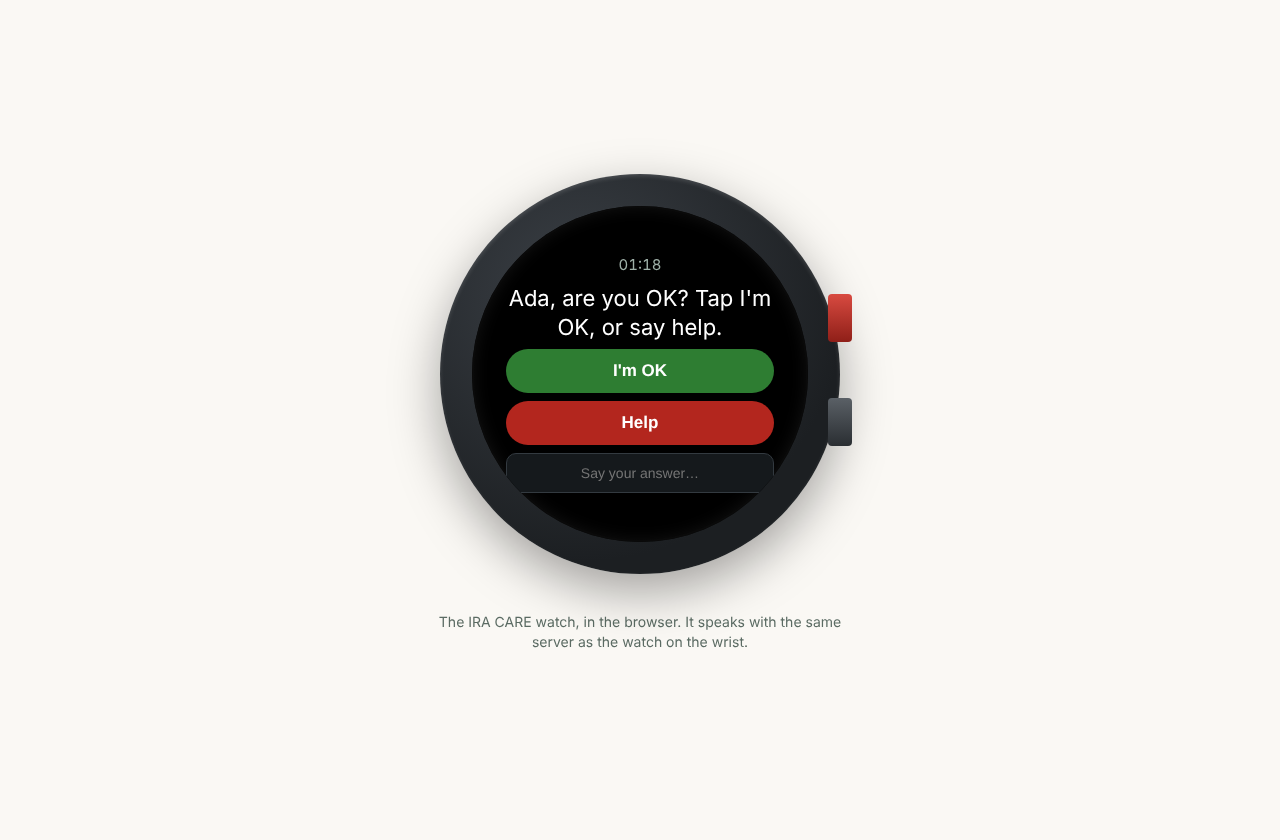 01:18
Ada, are you OK? Tap I'm
OK, or say help.
I'm OK
Help
Say your answer…
The IRA CARE watch, in the browser. It speaks with the same
server as the watch on the wrist.